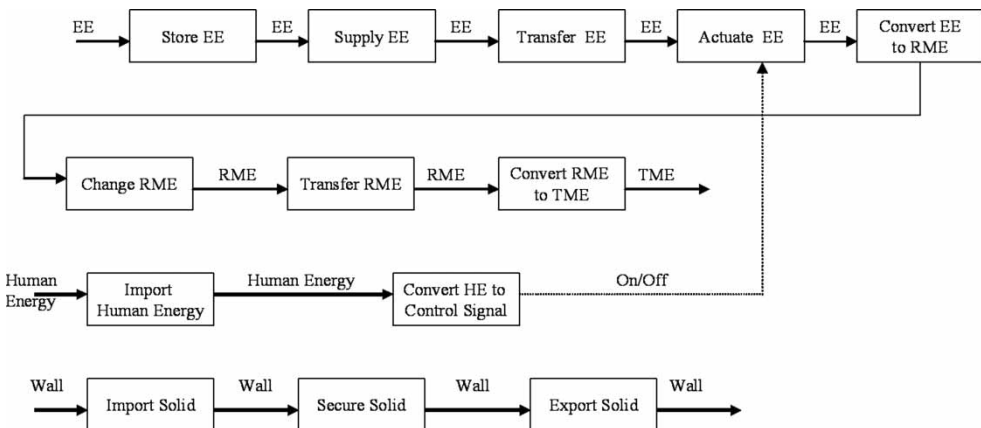 EE
Store EE
EE
Supply EE
EE
Transfer EE
EE
Actuate EE
EE
Convert EE
to RME
Change RME
RME
Transfer RME
RME
Convert RME
to TME
TME
Human
Energy
Import
Human Energy
Human Energy
Convert HE to
Control Signal
On/Off
Wall
Import Solid
Wall
Secure Solid
Wall
Export Solid
Wall